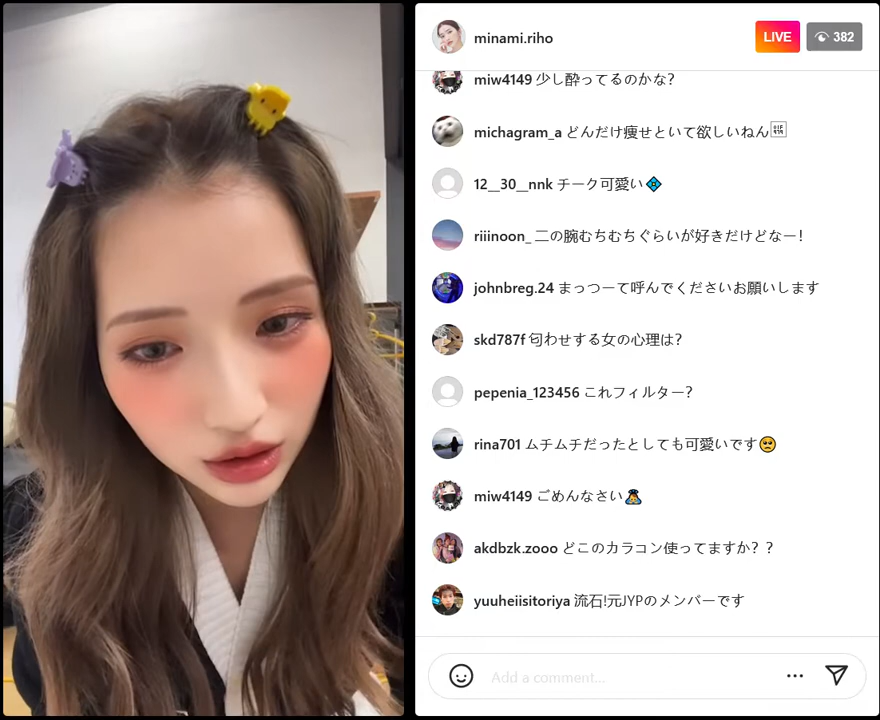 minami.riho
LIVE
382
miw4149 少し酔ってるのかな?
michagram_a どんだけ痩せといて欲しいねん
12__30__nnk チーク可愛い💠
riiinoon_ 二の腕むちむちぐらいが好きだけどなー!
johnbreg.24 まっつーて呼んでくださいお願いします
skd787f 匂わせする女の心理は?
pepenia_123456 これフィルター?
rina701 ムチムチだったとしても可愛いです🥺
miw4149 ごめんなさい🙇
akdbzk.zooo どこのカラコン使ってますか? ?
yuuheiisitoriya 流石!元JYPのメンバーです
Add a comment...